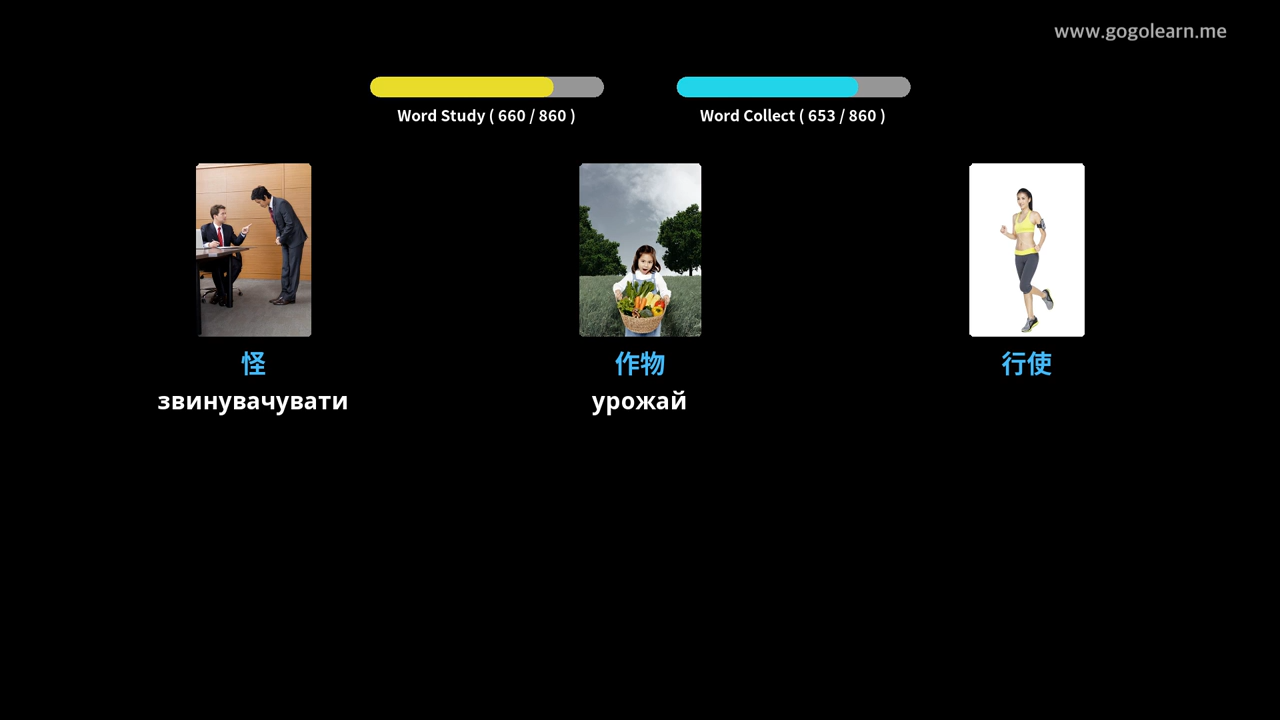 www.gogolearn.me
Word Study ( 660 / 860 )
Word Collect ( 653 / 860 )
怪
作物
行使
звинувачувати
урожай